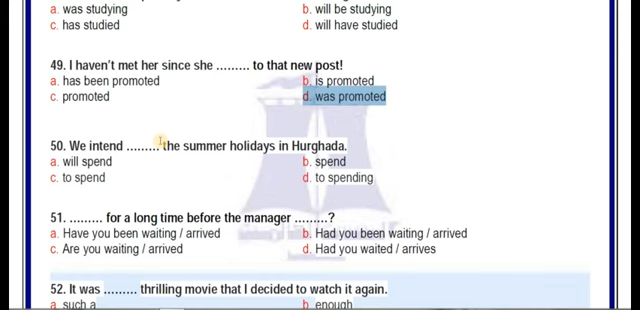 a. was studying b. will be studying
c. has studied d. will have studied
49. I haven't met her since she ......... to that new post!
a. has been promoted b. is promoted
c. promoted d. was promoted
50. We intend ......... the summer holidays in Hurghada.
a. will spend b. spend
c. to spend d. to spending
51. ......... for a long time before the manager .........?
a. Have you been waiting / arrived b. Had you been waiting / arrived
c. Are you waiting / arrived d. Had you waited / arrives
52. It was ......... thrilling movie that I decided to watch it again.
a. such a b. enough